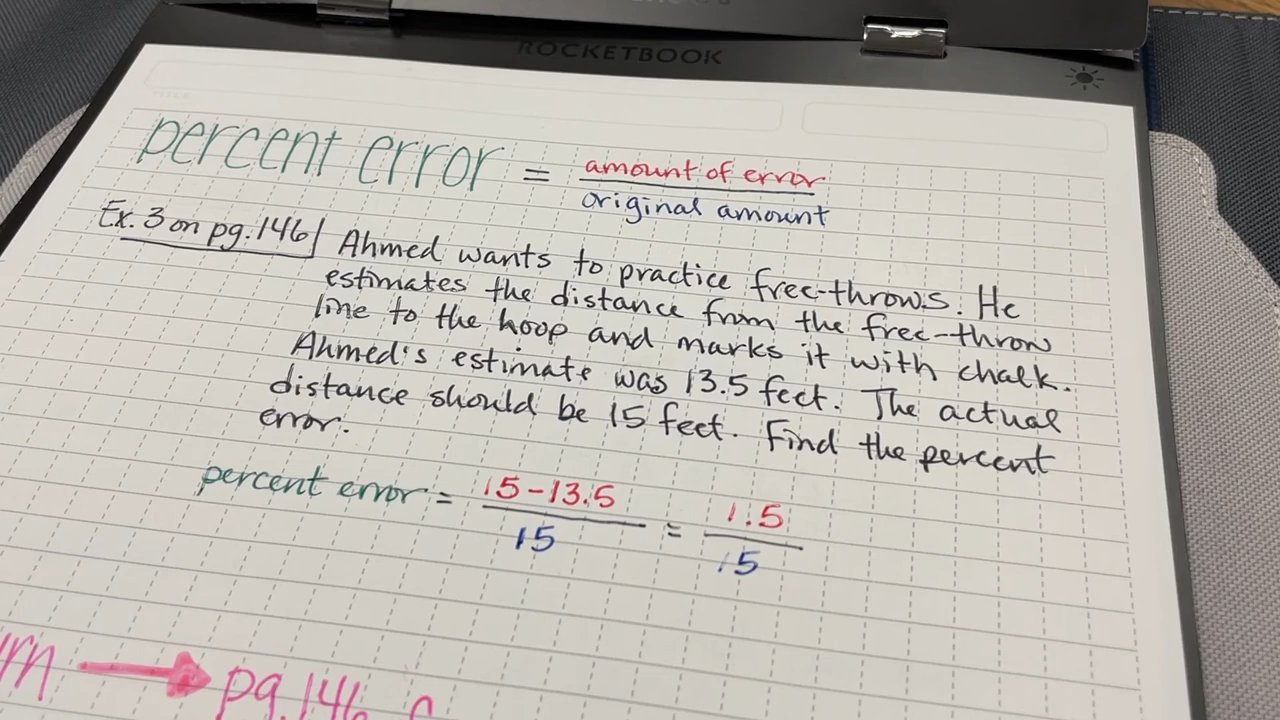 ROCKETBOOK
percent error = amount of error
original amount
Ex. 3 on pg. 146 Ahmed wants to practice free-throws. He
estimates the distance from the free-throw
line to the hoop and marks it with chalk.
Ahmed's estimate was 13.5 feet. The actual
distance should be 15 feet. Find the percent
error.
percent error = 15-13.5 = 1.5
15 15
pg. 146